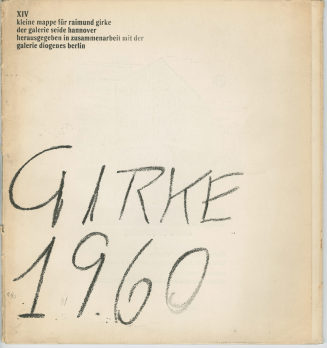 XIV
kleine mappe für raimund girke
der galerie seide hannover
herausgegeben in zusammenarbeit mit der
galerie diogenes berlin
GIRKE
1960